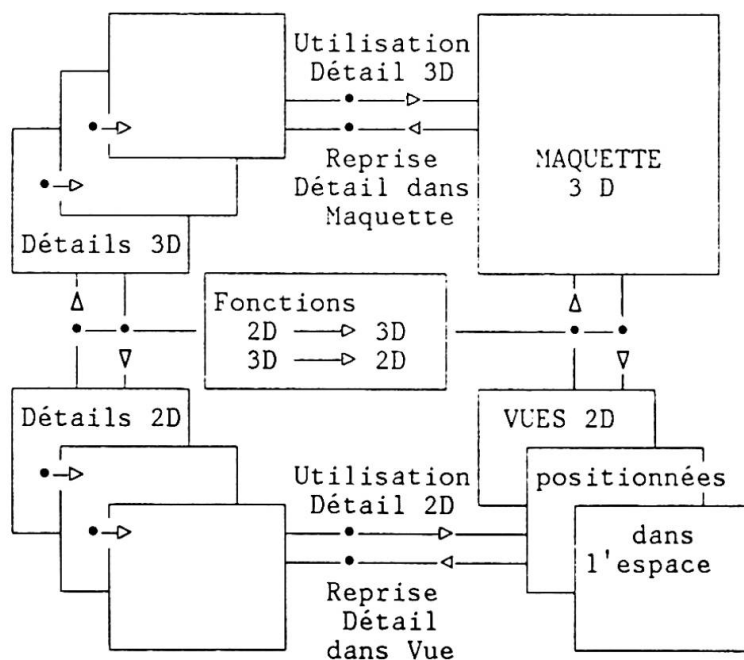 Utilisation
Détail 3D
Reprise
Détail dans
Maquette
MAQUETTE
3 D
Détails 3D
Fonctions
2D 3D
3D 2D
Détails 2D
VUES 2D
positionnées
dans
l'espace
Utilisation
Détail 2D
Reprise
Détail
dans Vue